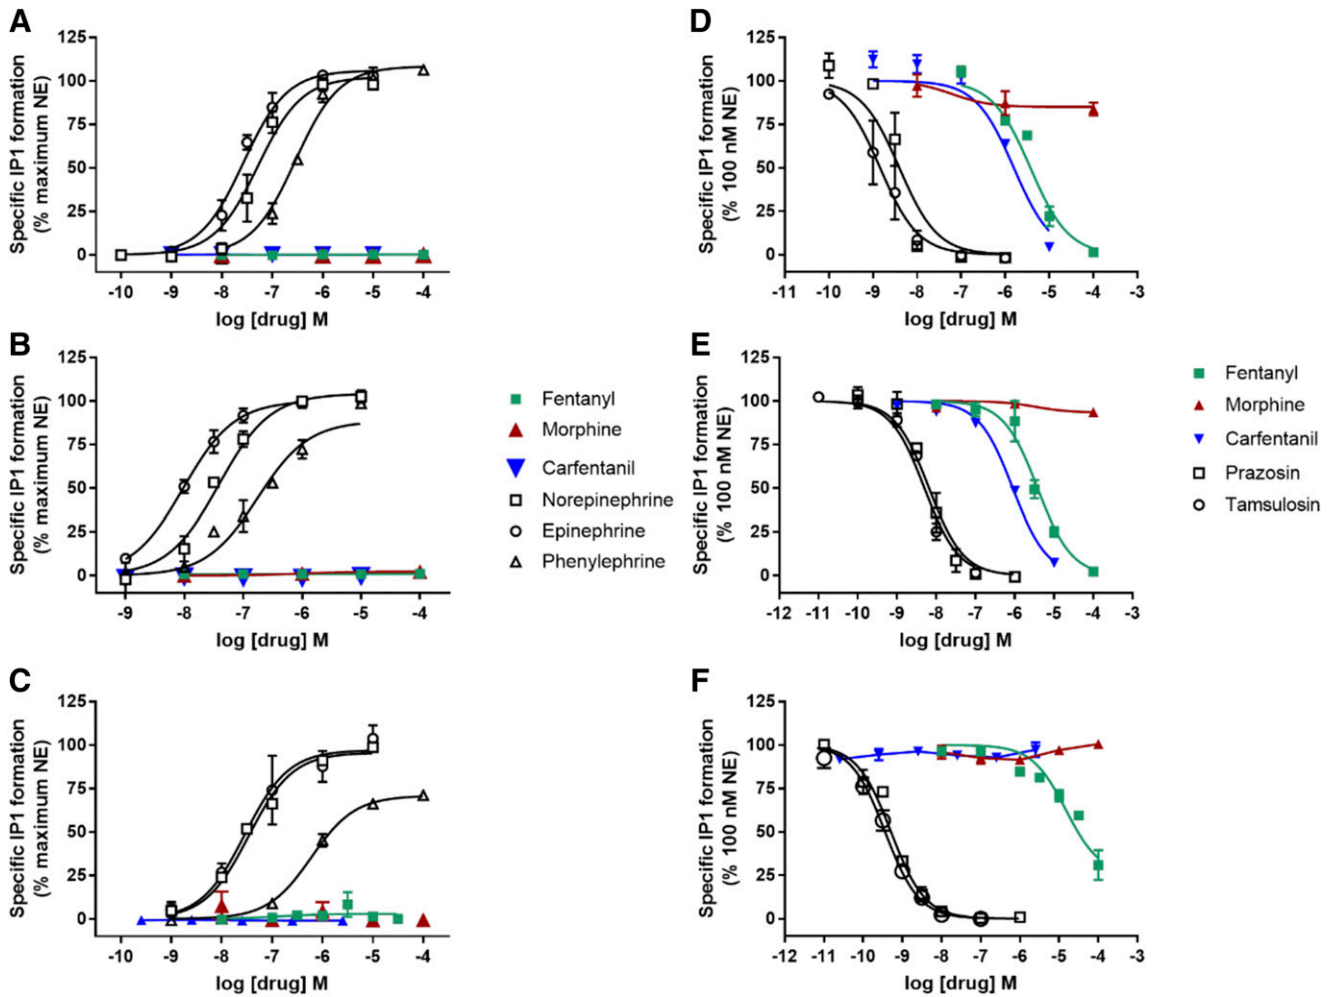 A
Specific IP1 formation
(% maximum NE)
125
100
75
50
25
0
-10 -9 -8 -7 -6 -5 -4
log [drug] M
D
Specific IP1 formation
(% 100 nM NE)
125
100
75
50
25
0
-11 -10 -9 -8 -7 -6 -5 -4 -3
log [drug] M
B
Specific IP1 formation
(% maximum NE)
125
100
75
50
25
0
-9 -8 -7 -6 -5 -4
log [drug] M
Fentanyl
Morphine
Carfentanil
Norepinephrine
Epinephrine
Phenylephrine
E
Specific IP1 formation
(% 100 nM NE)
125
100
75
50
25
0
-12 -11 -10 -9 -8 -7 -6 -5 -4 -3
log [drug] M
Fentanyl
Morphine
Carfentanil
Prazosin
Tamsulosin
C
Specific IP1 formation
(% maximum NE)
125
100
75
50
25
0
-10 -9 -8 -7 -6 -5 -4
log [drug] M
F
Specific IP1 formation
(% 100 nM NE)
125
100
75
50
25
0
-12 -11 -10 -9 -8 -7 -6 -5 -4 -3
log [drug] M